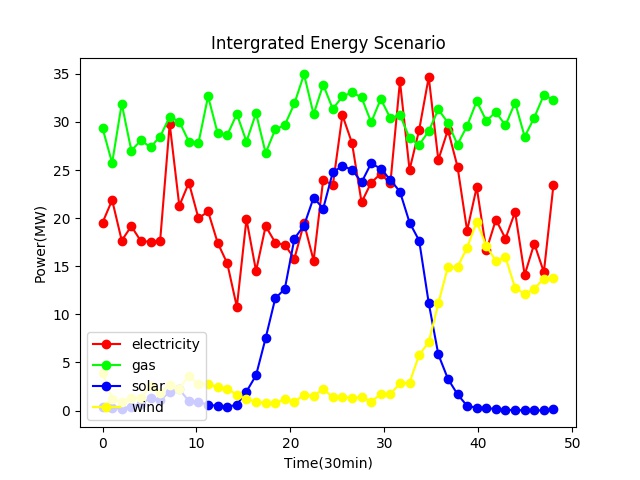 Intergrated Energy Scenario
Power(MW)
35
30
25
20
15
10
5
0
electricity
gas
solar
wind
0 10 20 30 40 50
Time(30min)